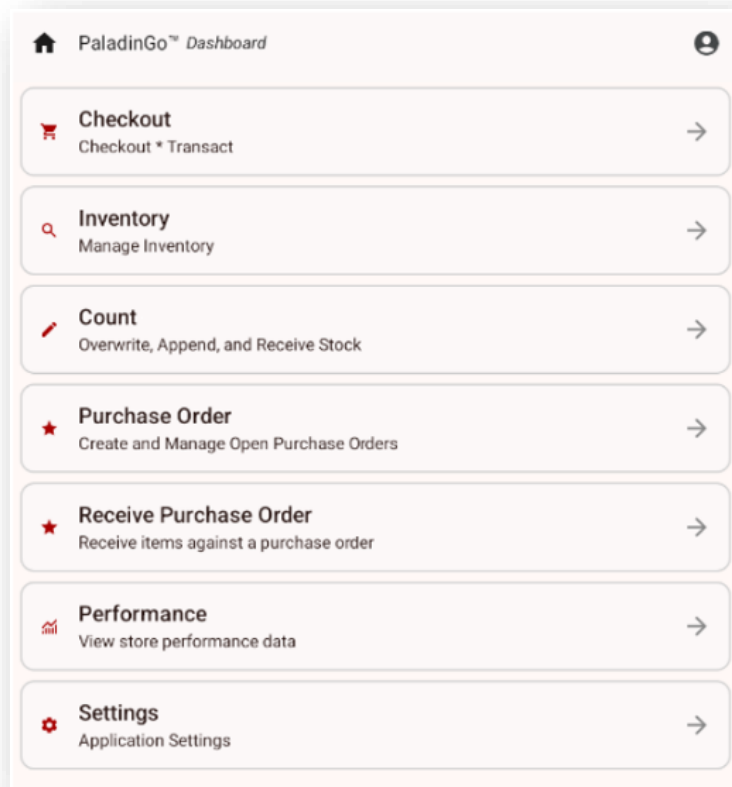 PaladinGo™ Dashboard
Checkout
Checkout * Transact
Inventory
Manage Inventory
Count
Overwrite, Append, and Receive Stock
Purchase Order
Create and Manage Open Purchase Orders
Receive Purchase Order
Receive items against a purchase order
Performance
View store performance data
Settings
Application Settings